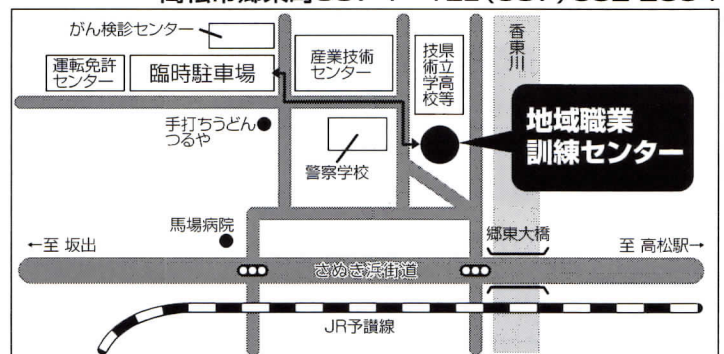 がん検診センター
運転免許
センター
臨時駐車場
産業技術
センター
県立高等
技術学校
香東川
地域職業
訓練センター
手打ちうどん
つるや
警察学校
馬場病院
←至 坂出
郷東大橋
至 高松駅→
さぬき浜街道
JR予讃線